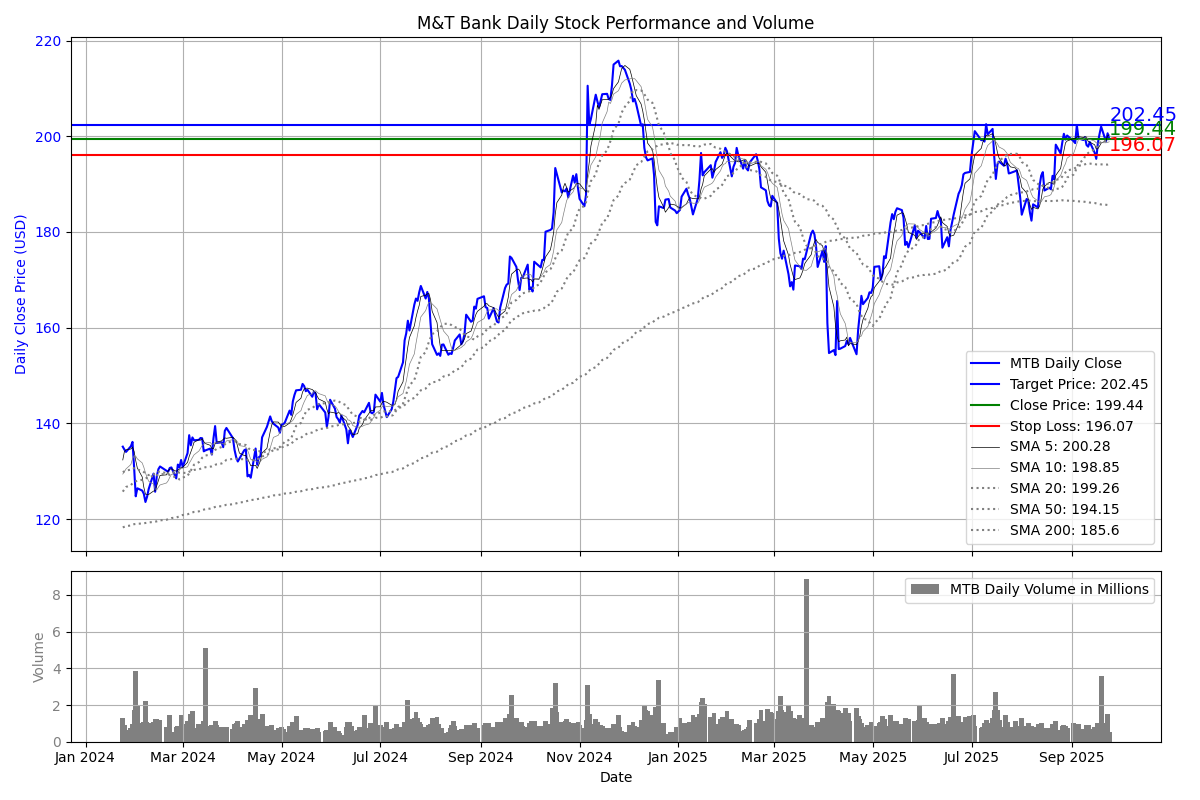 M&T Bank Daily Stock Performance and Volume
220
200
180
160
140
120
Daily Close Price (USD)
202.45
199.44
196.07
MTB Daily Close
Target Price: 202.45
Close Price: 199.44
Stop Loss: 196.07
SMA 5: 200.28
SMA 10: 198.85
SMA 20: 199.26
SMA 50: 194.15
SMA 200: 185.6
8
6
4
2
0
Volume
MTB Daily Volume in Millions
Jan 2024 Mar 2024 May 2024 Jul 2024 Sep 2024 Nov 2024 Jan 2025 Mar 2025 May 2025 Jul 2025 Sep 2025
Date